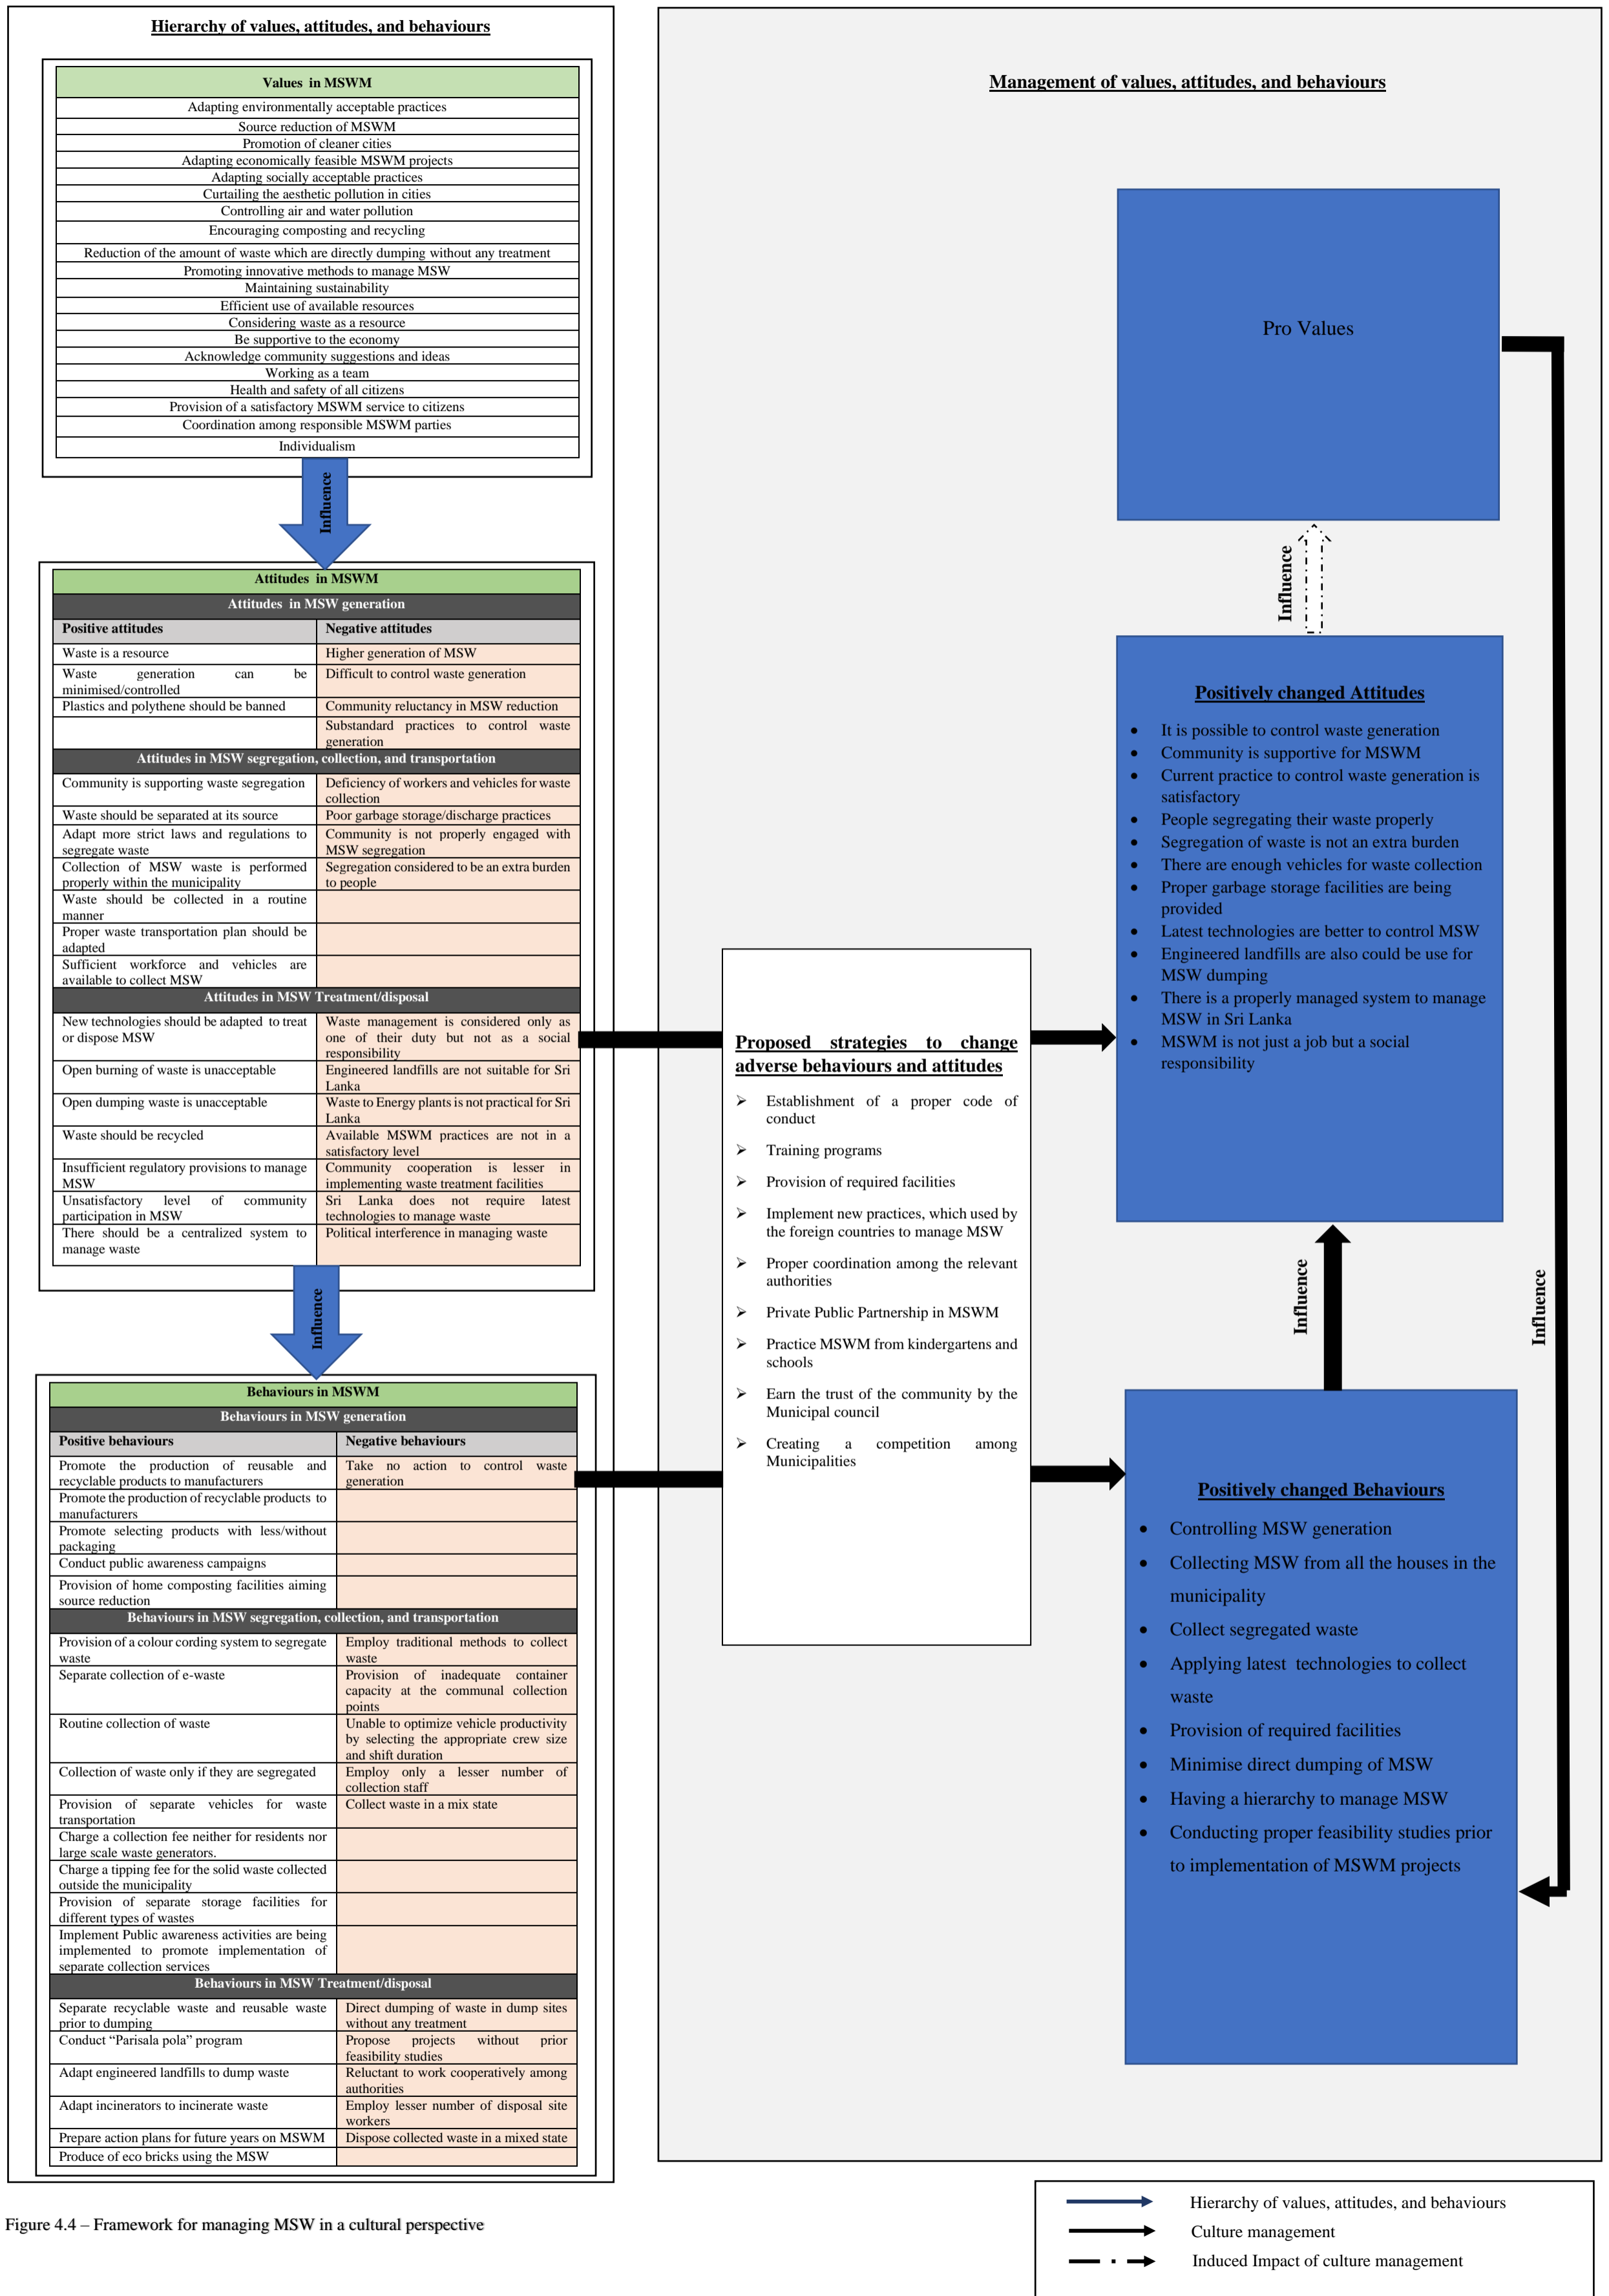 Hierarchy of values, attitudes, and behaviours
Values in MSWM
Adapting environmentally acceptable practices
Source reduction of MSWM
Promotion of cleaner cities
Adapting economically feasible MSWM projects
Adapting socially acceptable practices
Curtailing the aesthetic pollution in cities
Controlling air and water pollution
Encouraging composting and recycling
Reduction of the amount of waste which are directly dumping without any treatment
Promoting innovative methods to manage MSW
Maintaining sustainability
Efficient use of available resources
Considering waste as a resource
Be supportive to the economy
Acknowledge community suggestions and ideas
Working as a team
Health and safety of all citizens
Provision of a satisfactory MSWM service to citizens
Coordination among responsible MSWM parties
Individualism
Influence
Attitudes in MSWM
Attitudes in MSW generation
Positive attitudes
Negative attitudes
Waste is a resource
Higher generation of MSW
Waste generation can be
minimised/controlled
Difficult to control waste generation
Plastics and polythene should be banned
Community reluctancy in MSW reduction
Substandard practices to control waste
generation
Attitudes in MSW segregation, collection, and transportation
Community is supporting waste segregation
Deficiency of workers and vehicles for waste
collection
Waste should be separated at its source
Poor garbage storage/discharge practices
Adapt more strict laws and regulations to
segregate waste
Community is not properly engaged with
MSW segregation
Collection of MSW waste is performed
properly within the municipality
Segregation considered to be an extra burden
to people
Waste should be collected in a routine
manner
Proper waste transportation plan should be
adapted
Sufficient workforce and vehicles are
available to collect MSW
Attitudes in MSW Treatment/disposal
New technologies should be adapted to treat
or dispose MSW
Waste management is considered only as
one of their duty but not as a social
responsibility
Open burning of waste is unacceptable
Engineered landfills are not suitable for Sri
Lanka
Open dumping waste is unacceptable
Waste to Energy plants is not practical for Sri
Lanka
Waste should be recycled
Available MSWM practices are not in a
satisfactory level
Insufficient regulatory provisions to manage
MSW
Community cooperation is lesser in
implementing waste treatment facilities
Unsatisfactory level of community
participation in MSW
Sri Lanka does not require latest
technologies to manage waste
There should be a centralized system to
manage waste
Political interference in managing waste
Influence
Behaviours in MSWM
Behaviours in MSW generation
Positive behaviours
Negative behaviours
Promote the production of reusable and
recyclable products to manufacturers
Take no action to control waste
generation
Promote the production of recyclable products to
manufacturers
Promote selecting products with less/without
packaging
Conduct public awareness campaigns
Provision of home composting facilities aiming
source reduction
Behaviours in MSW segregation, collection, and transportation
Provision of a colour cording system to segregate
waste
Employ traditional methods to collect
waste
Separate collection of e-waste
Provision of inadequate container
capacity at the communal collection
points
Routine collection of waste
Unable to optimize vehicle productivity
by selecting the appropriate crew size
and shift duration
Collection of waste only if they are segregated
Employ only a lesser number of
collection staff
Provision of separate vehicles for waste
transportation
Collect waste in a mix state
Charge a collection fee neither for residents nor
large scale waste generators.
Charge a tipping fee for the solid waste collected
outside the municipality
Provision of separate storage facilities for
different types of wastes
Implement Public awareness activities are being
implemented to promote implementation of
separate collection services
Behaviours in MSW Treatment/disposal
Separate recyclable waste and reusable waste
prior to dumping
Direct dumping of waste in dump sites
without any treatment
Conduct “Parisala pola” program
Propose projects without prior
feasibility studies
Adapt engineered landfills to dump waste
Reluctant to work cooperatively among
authorities
Adapt incinerators to incinerate waste
Employ lesser number of disposal site
workers
Prepare action plans for future years on MSWM
Dispose collected waste in a mixed state
Produce of eco bricks using the MSW
Management of values, attitudes, and behaviours
Pro Values
Influence
Positively changed Attitudes
• It is possible to control waste generation
• Community is supportive for MSWM
• Current practice to control waste generation is
satisfactory
• People segregating their waste properly
• Segregation of waste is not an extra burden
• There are enough vehicles for waste collection
• Proper garbage storage facilities are being
provided
• Latest technologies are better to control MSW
• Engineered landfills are also could be use for
MSW dumping
• There is a properly managed system to manage
MSW in Sri Lanka
• MSWM is not just a job but a social
responsibility
Proposed strategies to change
adverse behaviours and attitudes
➢ Establishment of a proper code of
conduct
➢ Training programs
➢ Provision of required facilities
➢ Implement new practices, which used by
the foreign countries to manage MSW
➢ Proper coordination among the relevant
authorities
➢ Private Public Partnership in MSWM
➢ Practice MSWM from kindergartens and
schools
➢ Earn the trust of the community by the
Municipal council
➢ Creating a competition among
Municipalities
Influence
Influence
Positively changed Behaviours
• Controlling MSW generation
• Collecting MSW from all the houses in the
municipality
• Collect segregated waste
• Applying latest technologies to collect
waste
• Provision of required facilities
• Minimise direct dumping of MSW
• Having a hierarchy to manage MSW
• Conducting proper feasibility studies prior
to implementation of MSWM projects
Hierarchy of values, attitudes, and behaviours
Culture management
Induced Impact of culture management
Figure 4.4 – Framework for managing MSW in a cultural perspective